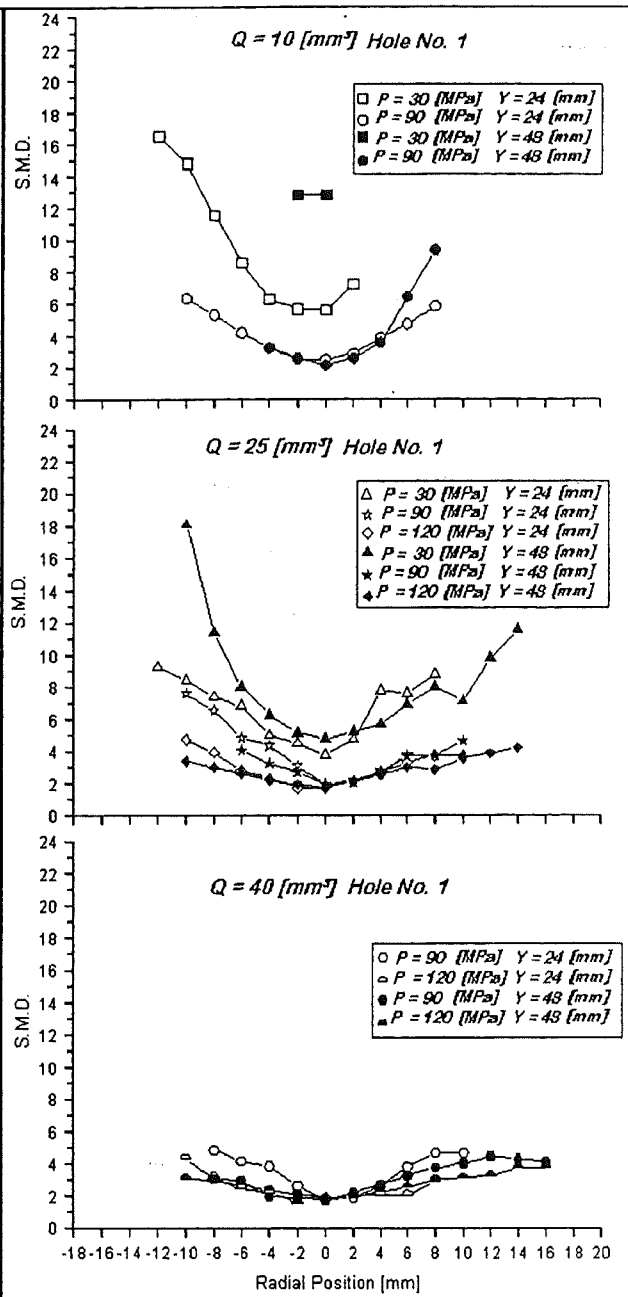 Q = 10 [mm³] Hole No. 1
P = 30 [MPa] Y = 24 [mm]
P = 90 [MPa] Y = 24 [mm]
P = 30 [MPa] Y = 48 [mm]
P = 90 [MPa] Y = 48 [mm]
S.M.D.
24
22
20
18
16
14
12
10
8
6
4
2
0
Q = 25 [mm³] Hole No. 1
P = 30 [MPa] Y = 24 [mm]
P = 90 [MPa] Y = 24 [mm]
P = 120 [MPa] Y = 24 [mm]
P = 30 [MPa] Y = 48 [mm]
P = 90 [MPa] Y = 48 [mm]
P = 120 [MPa] Y = 48 [mm]
S.M.D.
24
22
20
18
16
14
12
10
8
6
4
2
0
Q = 40 [mm³] Hole No. 1
P = 90 [MPa] Y = 24 [mm]
P = 120 [MPa] Y = 24 [mm]
P = 90 [MPa] Y = 48 [mm]
P = 120 [MPa] Y = 48 [mm]
S.M.D.
24
22
20
18
16
14
12
10
8
6
4
2
0
-18 -16 -14 -12 -10 -8 -6 -4 -2 0 2 4 6 8 10 12 14 16 18 20
Radial Position [mm]